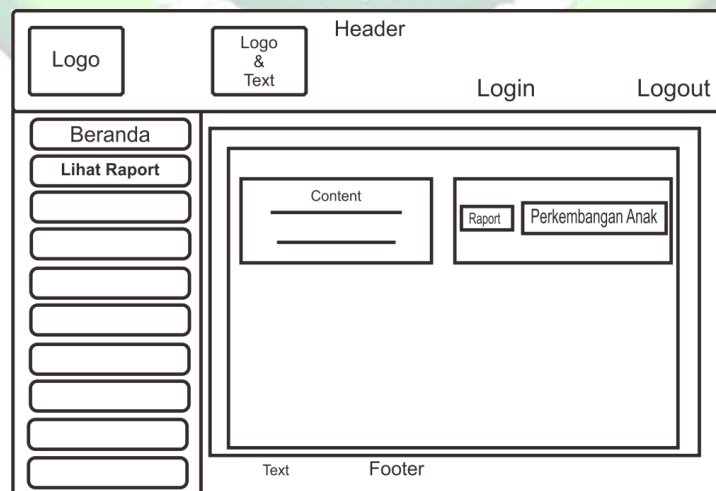 Header
Logo
Logo
&
Text
Login Logout
Beranda
Lihat Raport
Content
Raport Perkembangan Anak
Text Footer